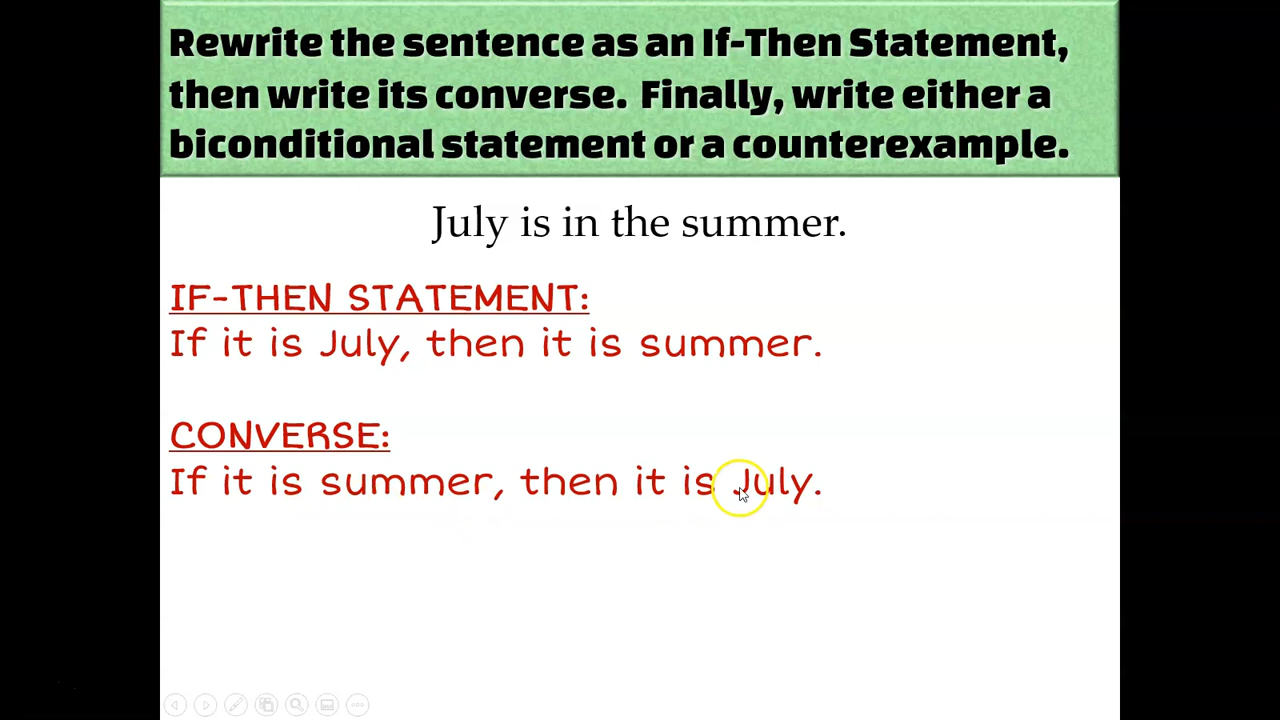 Rewrite the sentence as an If-Then Statement,
then write its converse. Finally, write either a
biconditional statement or a counterexample.
July is in the summer.
IF-THEN STATEMENT:
If it is July, then it is summer.
CONVERSE:
If it is summer, then it is July.